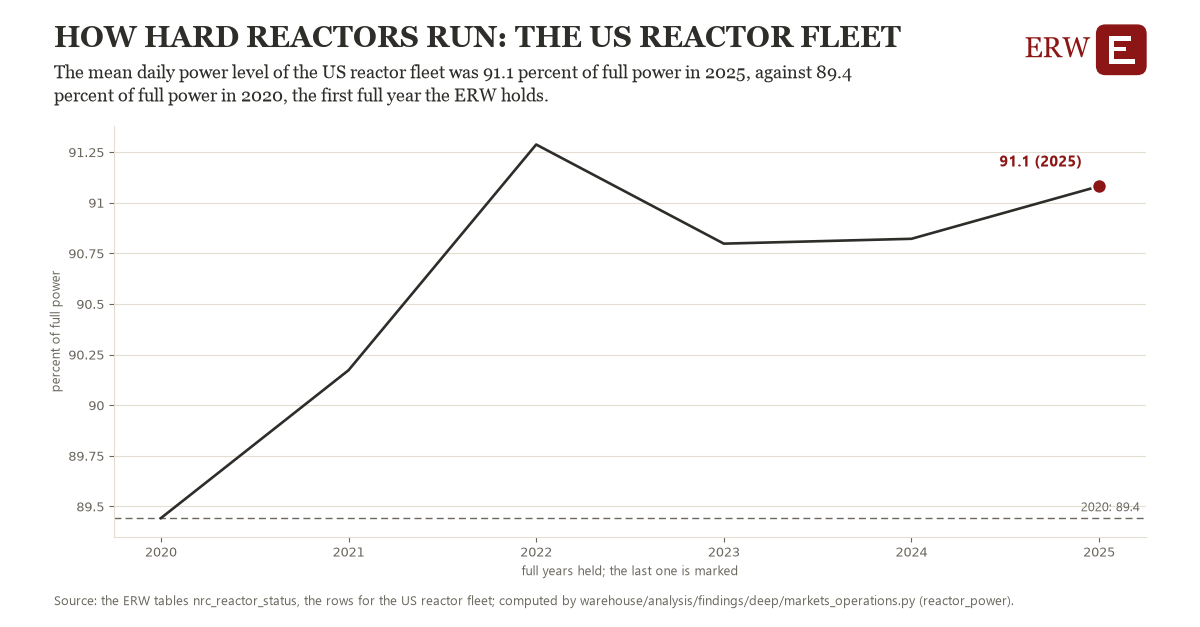 HOW HARD REACTORS RUN: THE US REACTOR FLEET
ERW E
The mean daily power level of the US reactor fleet was 91.1 percent of full power in 2025, against 89.4
percent of full power in 2020, the first full year the ERW holds.
91.25
91
90.75
90.5
90.25
90
89.75
89.5
percent of full power
91.1 (2025)
2020: 89.4
2020 2021 2022 2023 2024 2025
full years held; the last one is marked
Source: the ERW tables nrc_reactor_status, the rows for the US reactor fleet; computed by warehouse/analysis/findings/deep/markets_operations.py (reactor_power).